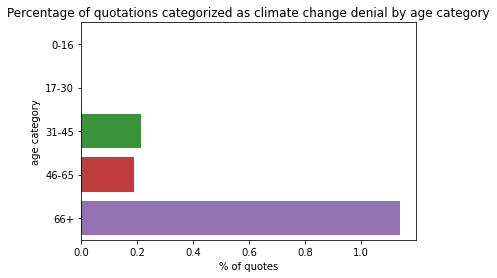 Percentage of quotations categorized as climate change denial by age category
age category
0-16
17-30
31-45
46-65
66+
0.0 0.2 0.4 0.6 0.8 1.0
% of quotes